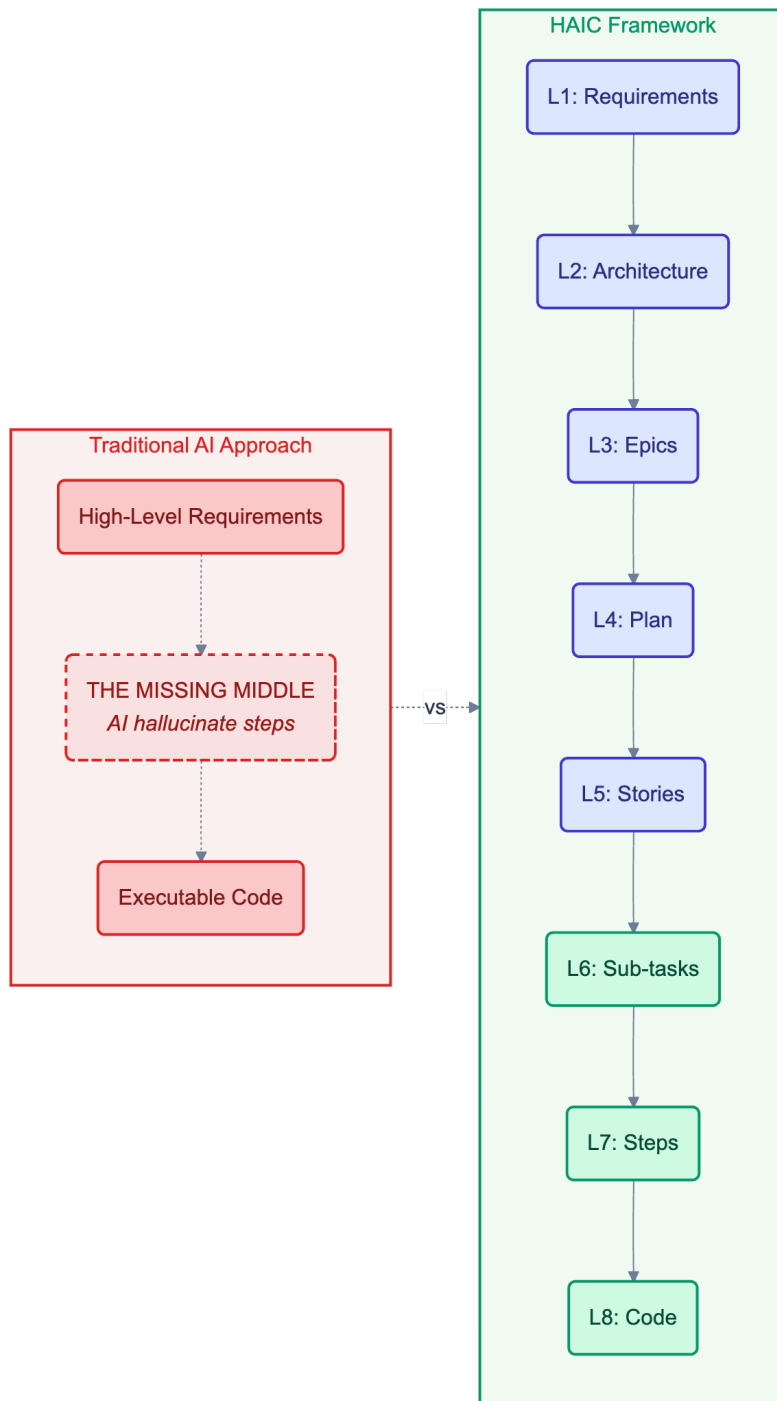 Traditional AI Approach
High-Level Requirements
THE MISSING MIDDLE
AI hallucinate steps
Executable Code
vs
HAIC Framework
L1: Requirements
L2: Architecture
L3: Epics
L4: Plan
L5: Stories
L6: Sub-tasks
L7: Steps
L8: Code